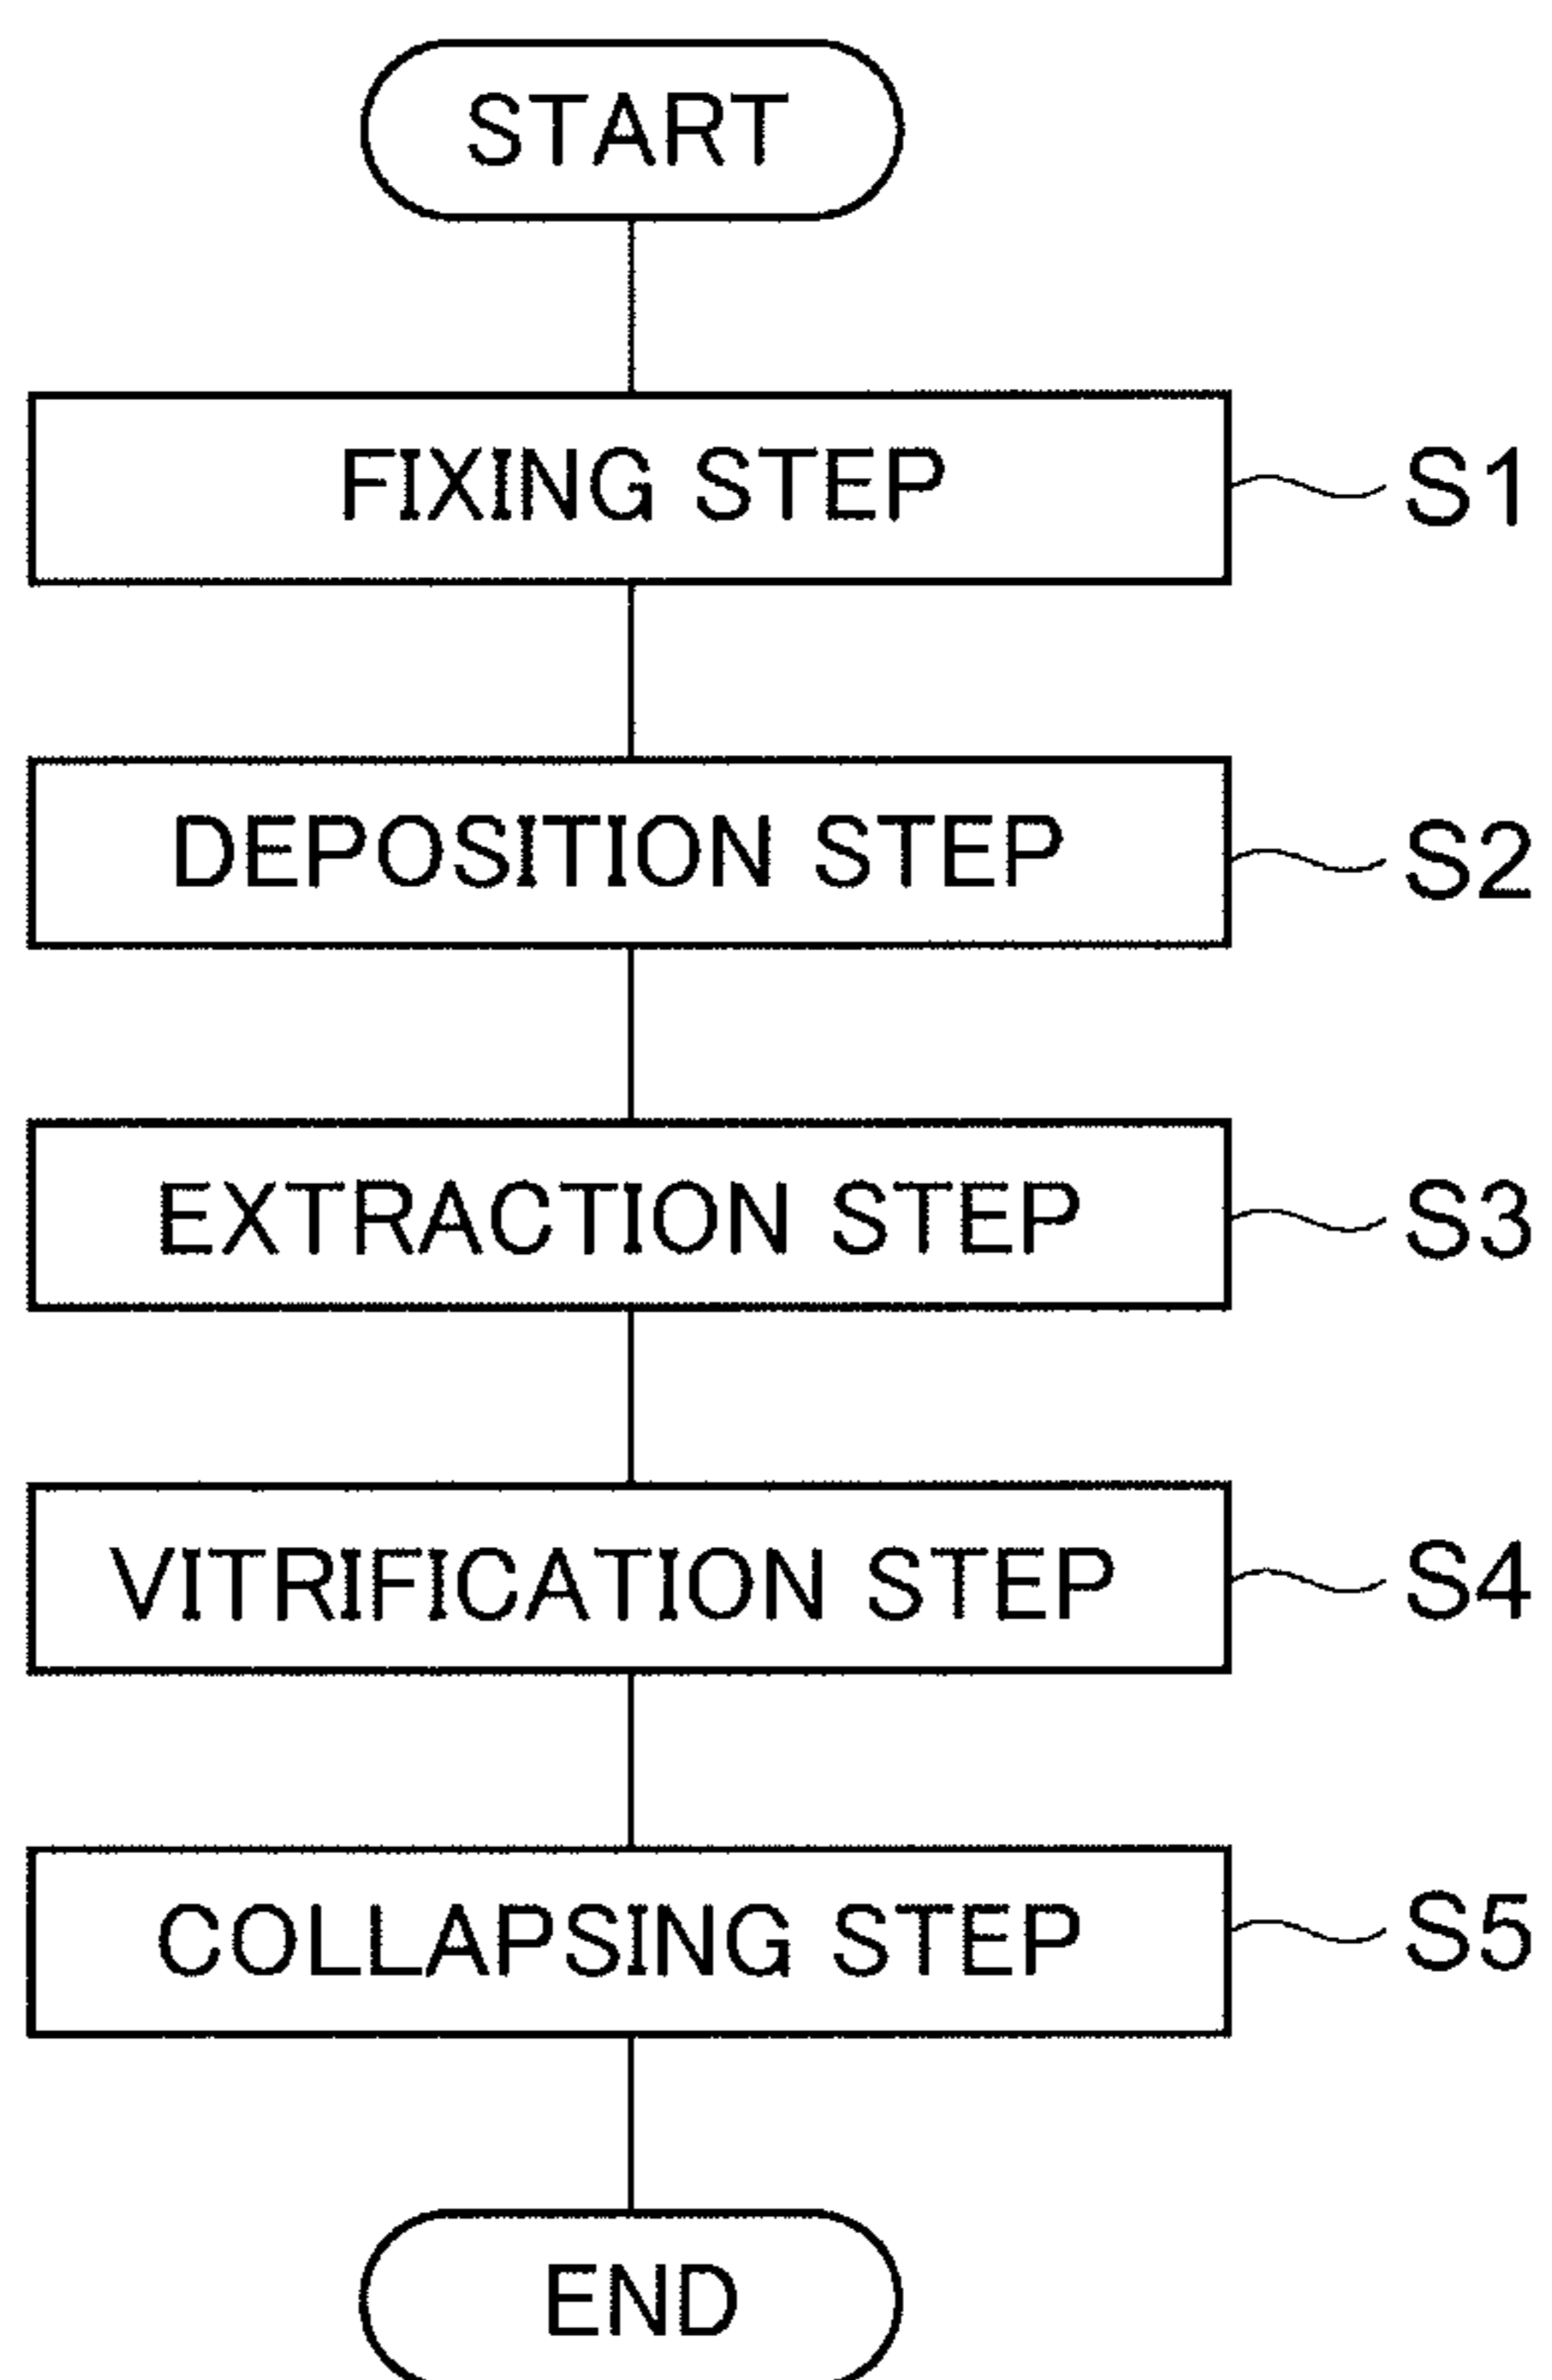 START
FIXING STEP S1
DEPOSITION STEP S2
EXTRACTION STEP S3
VITRIFICATION STEP S4
COLLAPSING STEP S5
END